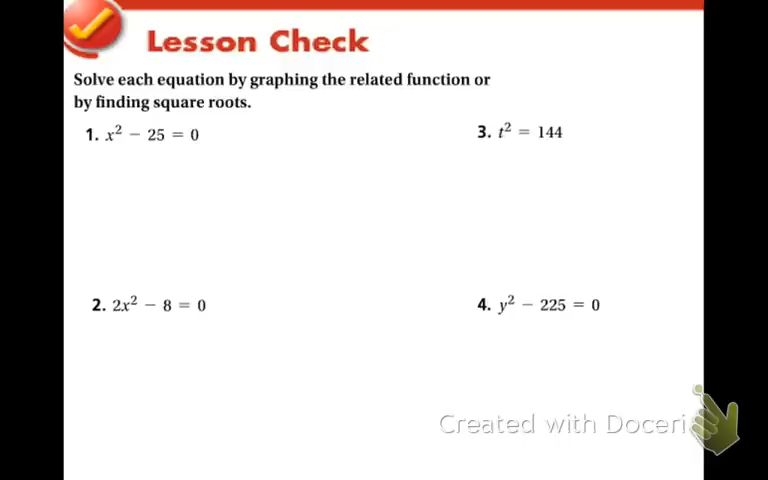 Lesson Check
Solve each equation by graphing the related function or
by finding square roots.
1. x² − 25 = 0
3. t² = 144
2. 2x² − 8 = 0
4. y² − 225 = 0
Created with Doceri